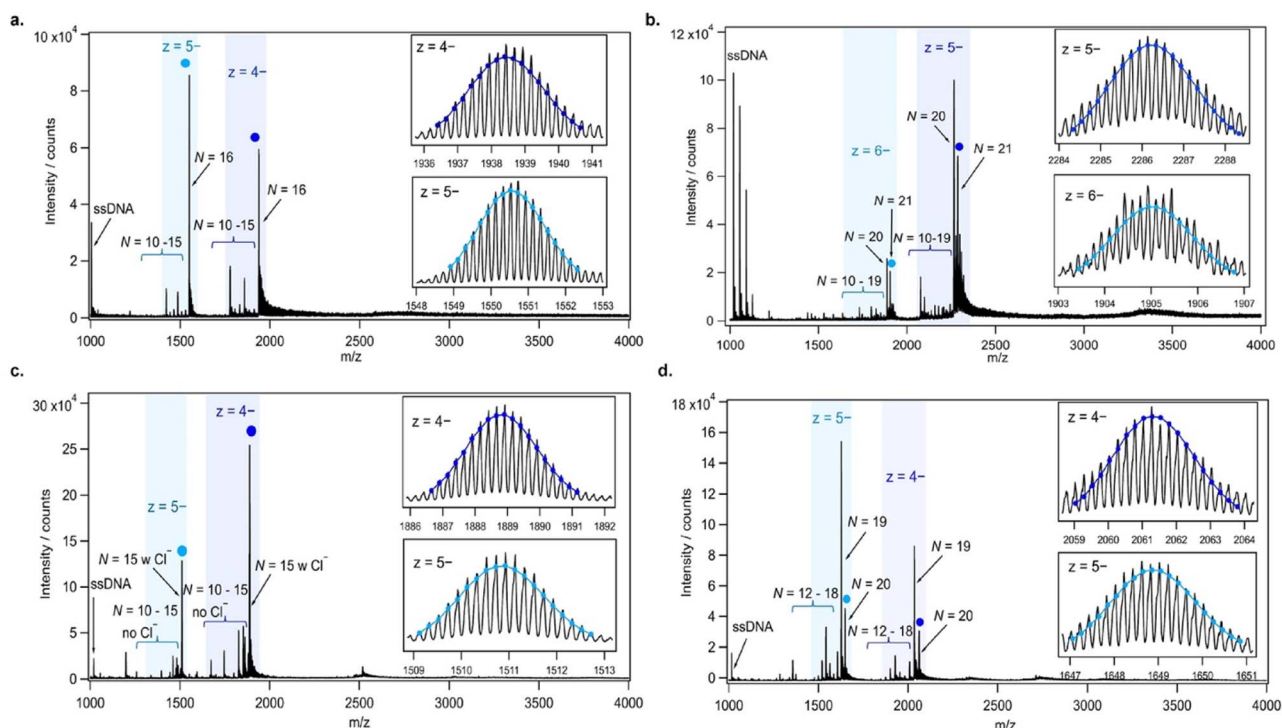 a.
10 x10⁴
8
6
4
2
0
Intensity / counts
1000
1500
2000
2500
3000
3500
4000
m/z
z = 5−
z = 4−
N = 16
N = 16
ssDNA
N = 10 -15
N = 10 -15
z = 4−
1936 1937 1938 1939 1940 1941
z = 5−
1548 1549 1550 1551 1552 1553
b.
12 x10⁴
10
8
6
4
2
0
Intensity / counts
1000
1500
2000
2500
3000
3500
4000
m/z
ssDNA
z = 5−
z = 6−
N = 20
N = 21
N = 21
N = 20
N = 10-19
N = 10 - 19
z = 5−
2284 2285 2286 2287 2288
z = 6−
1903 1904 1905 1906 1907
c.
30 x10⁴
25
20
15
10
5
0
Intensity / counts
1000
1500
2000
2500
3000
3500
4000
m/z
z = 4−
z = 5−
N = 15 w Cl⁻
N = 15 w Cl⁻
ssDNA
N = 10 - 15
no Cl⁻
N = 10 - 15
no Cl⁻
z = 4−
1886 1887 1888 1889 1890 1891 1892
z = 5−
1509 1510 1511 1512 1513
d.
18 x10⁴
16
14
12
10
8
6
4
2
0
Intensity / counts
1000
1500
2000
2500
3000
3500
4000
m/z
z = 5−
z = 4−
N = 19
N = 19
N = 20
N = 20
N = 12 - 18
N = 12 - 18
ssDNA
z = 4−
2059 2060 2061 2062 2063 2064
z = 5−
1647 1648 1649 1650 1651